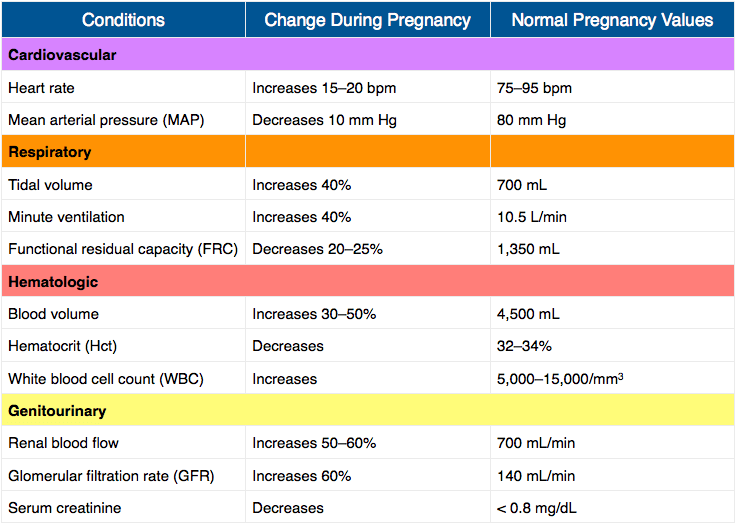 Conditions Change During Pregnancy Normal Pregnancy Values
Cardiovascular
Heart rate Increases 15–20 bpm 75–95 bpm
Mean arterial pressure (MAP) Decreases 10 mm Hg 80 mm Hg
Respiratory
Tidal volume Increases 40% 700 mL
Minute ventilation Increases 40% 10.5 L/min
Functional residual capacity (FRC) Decreases 20–25% 1,350 mL
Hematologic
Blood volume Increases 30–50% 4,500 mL
Hematocrit (Hct) Decreases 32–34%
White blood cell count (WBC) Increases 5,000–15,000/mm³
Genitourinary
Renal blood flow Increases 50–60% 700 mL/min
Glomerular filtration rate (GFR) Increases 60% 140 mL/min
Serum creatinine Decreases < 0.8 mg/dL